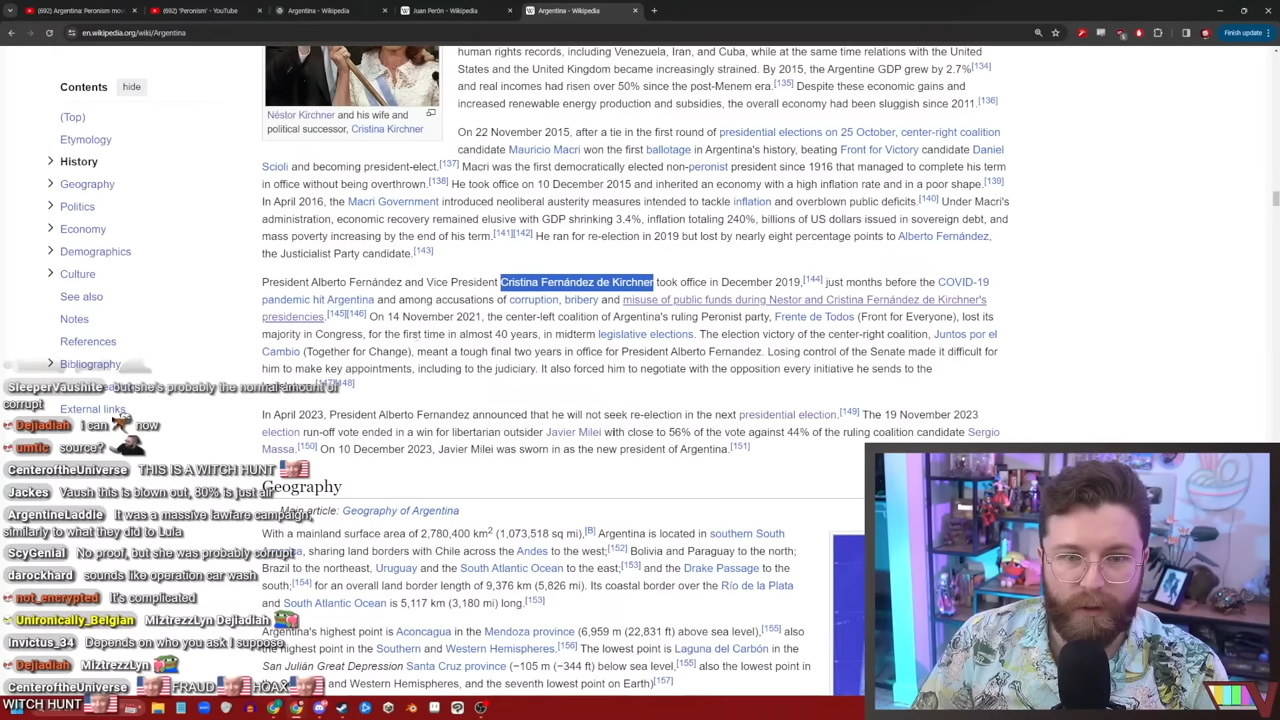 (692) Argentina: Peronism mov
(692) 'Peronism' - YouTube
Argentina - Wikipedia
Juan Perón - Wikipedia
Argentina - Wikipedia
en.wikipedia.org/wiki/Argentina
Finish update
Contents hide
(Top)
Etymology
History
Geography
Politics
Economy
Demographics
Culture
See also
Notes
References
Bibliography
External links
Néstor Kirchner and his wife and
political successor, Cristina Kirchner
human rights records, including Venezuela, Iran, and Cuba, while at the same time relations with the United
States and the United Kingdom became increasingly strained. By 2015, the Argentine GDP grew by 2.7%[134]
and real incomes had risen over 50% since the post-Menem era.[135] Despite these economic gains and
increased renewable energy production and subsidies, the overall economy had been sluggish since 2011.[136]
On 22 November 2015, after a tie in the first round of presidential elections on 25 October, center-right coalition
candidate Mauricio Macri won the first ballotage in Argentina's history, beating Front for Victory candidate Daniel
Scioli and becoming president-elect.[137] Macri was the first democratically elected non-peronist president since 1916 that managed to complete his term
in office without being overthrown.[138] He took office on 10 December 2015 and inherited an economy with a high inflation rate and in a poor shape.[139]
In April 2016, the Macri Government introduced neoliberal austerity measures intended to tackle inflation and overblown public deficits.[140] Under Macri's
administration, economic recovery remained elusive with GDP shrinking 3.4%, inflation totaling 240%, billions of US dollars issued in sovereign debt, and
mass poverty increasing by the end of his term.[141][142] He ran for re-election in 2019 but lost by nearly eight percentage points to Alberto Fernández,
the Justicialist Party candidate.[143]
President Alberto Fernández and Vice President Cristina Fernández de Kirchner took office in December 2019,[144] just months before the COVID-19
pandemic hit Argentina and among accusations of corruption, bribery and misuse of public funds during Nestor and Cristina Fernández de Kirchner's
presidencies.[145][146] On 14 November 2021, the center-left coalition of Argentina's ruling Peronist party, Frente de Todos (Front for Everyone), lost its
majority in Congress, for the first time in almost 40 years, in midterm legislative elections. The election victory of the center-right coalition, Juntos por el
Cambio (Together for Change), meant a tough final two years in office for President Alberto Fernandez. Losing control of the Senate made it difficult for
him to make key appointments, including to the judiciary. It also forced him to negotiate with the opposition every initiative he sends to the
[147][148]
In April 2023, President Alberto Fernandez announced that he will not seek re-election in the next presidential election.[149] The 19 November 2023
election run-off vote ended in a win for libertarian outsider Javier Milei with close to 56% of the vote against 44% of the ruling coalition candidate Sergio
Massa.[150] On 10 December 2023, Javier Milei was sworn in as the new president of Argentina.[151]
Geography
Main article: Geography of Argentina
With a mainland surface area of 2,780,400 km2 (1,073,518 sq mi),[B] Argentina is located in southern South
America, sharing land borders with Chile across the Andes to the west;[152] Bolivia and Paraguay to the north;
Brazil to the northeast, Uruguay and the South Atlantic Ocean to the east;[153] and the Drake Passage to the
south;[154] for an overall land border length of 9,376 km (5,826 mi). Its coastal border over the Río de la Plata
and South Atlantic Ocean is 5,117 km (3,180 mi) long.[153]
Argentina's highest point is Aconcagua in the Mendoza province (6,959 m (22,831 ft) above sea level),[155] also
the highest point in the Southern and Western Hemispheres.[156] The lowest point is Laguna del Carbón in the
San Julián Great Depression Santa Cruz province (−105 m (−344 ft) below sea level,[155] also the lowest point in
the Southern and Western Hemispheres, and the seventh lowest point on Earth)[157]
SleeperVaushite But she's probably the normal amount of
corrupt
Dejiadiah i can now
umtic source?
CenteroftheUniverse THIS IS A WITCH HUNT
Jackes Vaush this is blown out, 80% is just air
ArgentineLaddie It was a massive lawfare campaign,
similarly to what they did to Lula
ScyGenial No proof, but she was probably corrupt
darockhard sounds like operation car wash
not_encrypted It's complicated
Unironically_Belgian MiztrezzLyn Dejiadiah
Invictus_34 Depends on who you ask I suppose
Dejiadiah MiztrezzLyn
CenteroftheUniverse FRAUD HOAX
WITCH HUNT